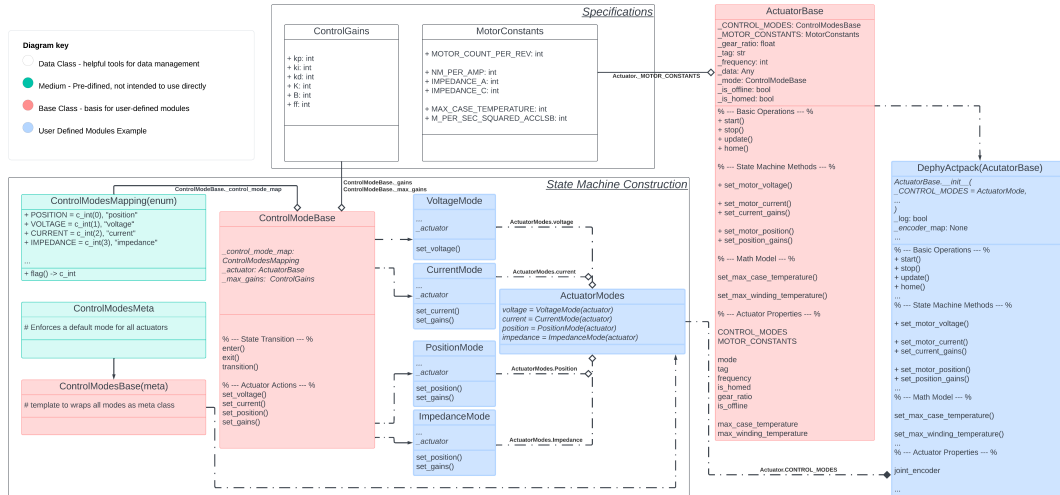 Diagram key
Data Class - helpful tools for data management
Medium - Pre-difined, not intended to use directly
Base Class - basis for user-defined modules
User Defined Modules Example
Specifications
ControlGains
+ kp: int
+ ki: int
+ kd: int
+ K: int
+ B: int
+ ff: int
MotorConstants
+ MOTOR_COUNT_PER_REV: int
+ NM_PER_AMP: int
+ IMPEDANCE_A: int
+ IMPEDANCE_C: int
+ MAX_CASE_TEMPERATURE: int
+ M_PER_SEC_SQUARED_ACCLSB: int
Actuator._MOTOR_CONSTANTS
ActuatorBase
_CONTROL_MODES: ControlModesBase
_MOTOR_CONSTANTS: MotorConstants
_gear_ratio: float
_tag: str
_frequency: int
_data: Any
_mode: ControlModeBase
_is_offline: bool
_is_homed: bool
% --- Basic Operations --- %
+ start()
+ stop()
+ update()
+ home()
% --- State Machine Methods --- %
+ set_motor_voltage()
+ set_motor_current()
+ set_current_gains()
+ set_motor_position()
+ set_position_gains()
% --- Math Model --- %
set_max_case_temperature()
set_max_winding_temperature()
% --- Actuator Properties --- %
CONTROL_MODES
MOTOR_CONSTANTS
mode
tag
frequency
is_homed
gear_ratio
is_offline
max_case_temperature
max_winding_temperature
DephyActpack(AcutatorBase)
ActuatorBase.__init__(
_CONTROL_MODES = ActuatorMode,
...
)
_log: bool
_encoder_map: None
...
% --- Basic Operations --- %
+ start()
+ stop()
+ update()
+ home()
...
% --- State Machine Methods --- %
+ set_motor_voltage()
+ set_motor_current()
+ set_current_gains()
+ set_motor_position()
+ set_position_gains()
...
% --- Math Model --- %
set_max_case_temperature()
set_max_winding_temperature()
...
% --- Actuator Properties --- %
joint_encoder
...
State Machine Construction
ControlModeBase._gains
ControlModeBase._max_gains
ControlModeBase._control_mode_map
ControlModesMapping(enum)
+ POSITION = c_int(0), "position"
+ VOLTAGE = c_int(1), "voltage"
+ CURRENT = c_int(2), "current"
+ IMPEDANCE = c_int(3), "impedance"
...
+ flag() -> c_int
ControlModesMeta
# Enforces a default mode for all actuators
ControlModesBase(meta)
# template to wraps all modes as meta class
ControlModeBase
_control_mode_map:
ControlModesMapping
_actuator: ActuatorBase
_max_gains: ControlGains
% --- State Transition --- %
enter()
exit()
transition()
% --- Actuator Actions --- %
set_voltage()
set_current()
set_position()
set_gains()
VoltageMode
...
_actuator
set_voltage()
CurrentMode
...
_actuator
set_current()
set_gains()
PositionMode
...
_actuator
set_position()
set_gains()
ImpedanceMode
...
_actuator
set_position()
set_gains()
ActuatorModes.voltage
ActuatorModes.current
ActuatorModes
voltage = VoltageMode(actuator)
current = CurrentMode(actuator)
position = PositionMode(actuator)
impedance = ImpedanceMode(actuator)
ActuatorModes.Position
ActuatorModes.Impedance
Actuator.CONTROL_MODES